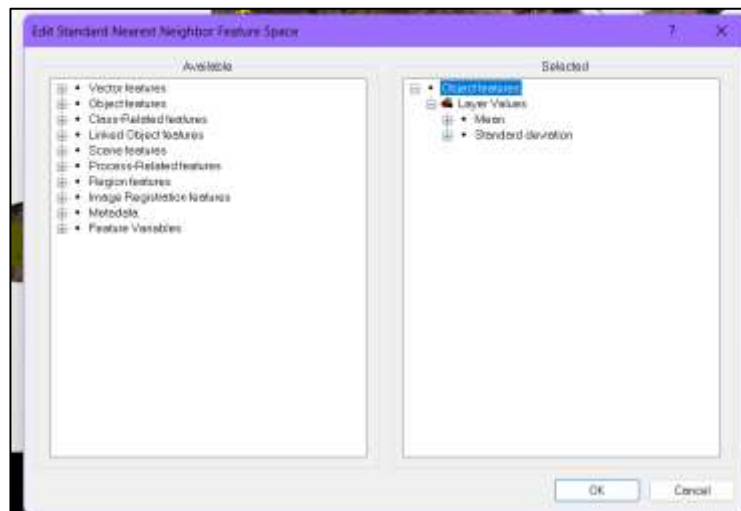 Edit Standard Nearest Neighbor Feature Space
Available
Vector features
Object features
Class-Related features
Linked Object features
Scene features
Process-Related features
Region features
Image Registration features
Metadata
Feature Variables
Selected
Object features
Layer Values
Mean
Standard deviation
OK
Cancel